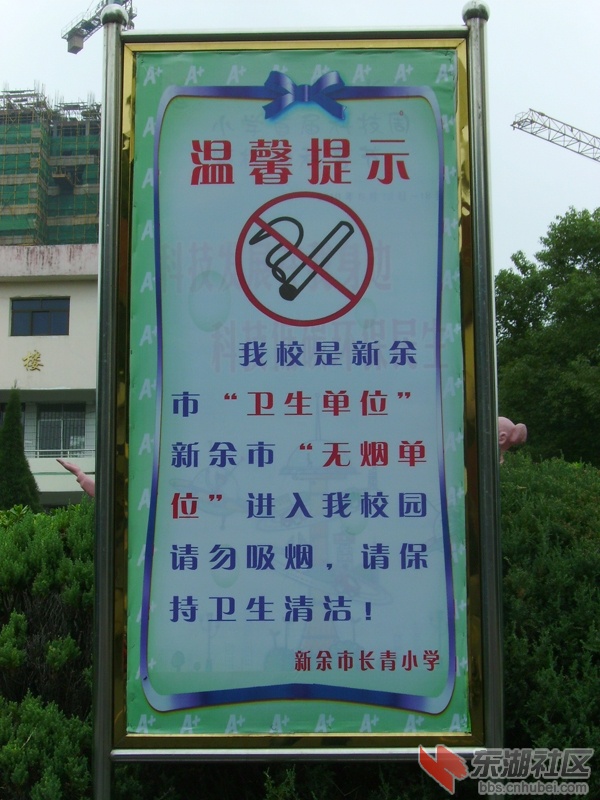 温馨提示
我校是新余
市“卫生单位”
新余市“无烟单
位”进入我校园
请勿吸烟，请保
持卫生清洁！
新余市长青小学
楼
东湖社区
bbs.cnhubei.com